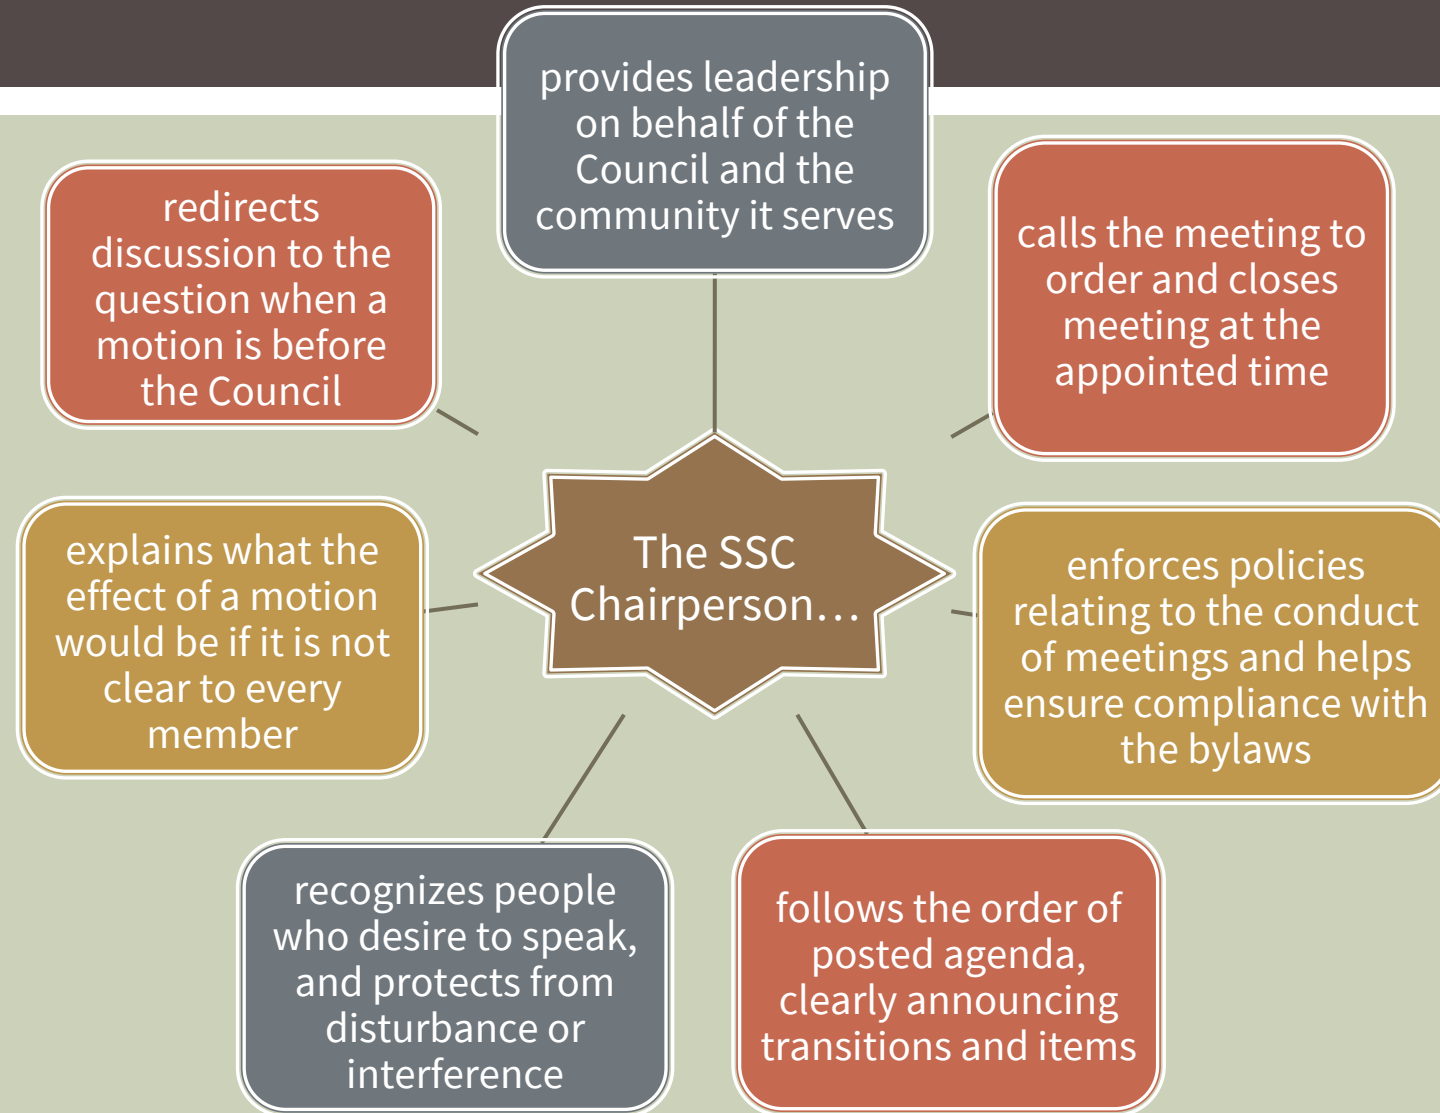 provides leadership
on behalf of the
Council and the
community it serves
calls the meeting to
order and closes
meeting at the
appointed time
enforces policies
relating to the conduct
of meetings and helps
ensure compliance with
the bylaws
follows the order of
posted agenda,
clearly announcing
transitions and items
recognizes people
who desire to speak,
and protects from
disturbance or
interference
explains what the
effect of a motion
would be if it is not
clear to every
member
redirects
discussion to the
question when a
motion is before
the Council
The SSC
Chairperson…